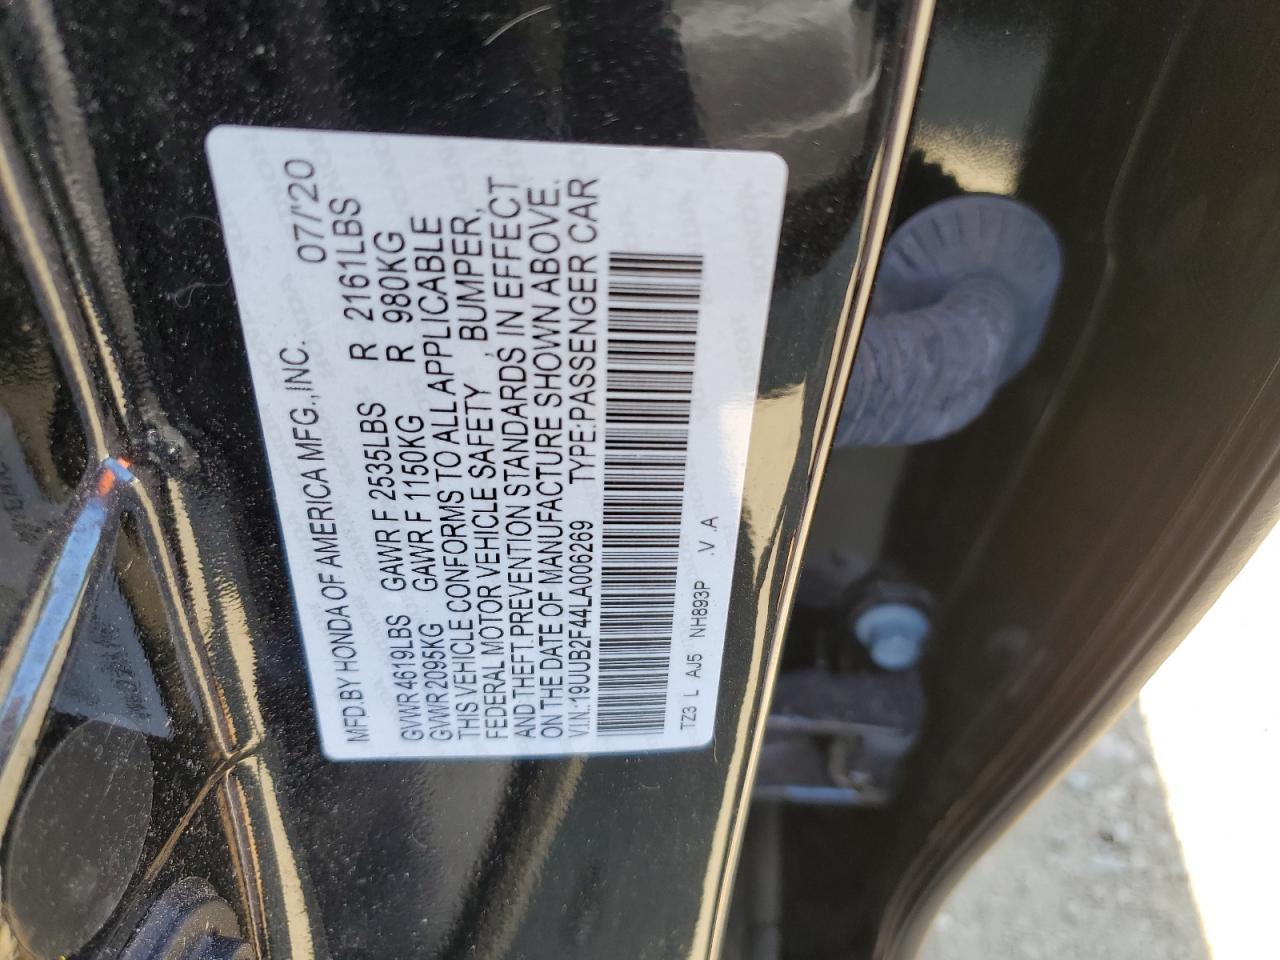 MFD.BY HONDA OF AMERICA MFG.,INC. 07/'20
GVWR 4619LBS GAWR F 2535LBS R 2161LBS
GVWR 2095KG GAWR F 1150KG R 980KG
THIS VEHICLE CONFORMS TO ALL APPLICABLE
FEDERAL MOTOR VEHICLE SAFETY, BUMPER,
AND THEFT PREVENTION STANDARDS IN EFFECT
ON THE DATE OF MANUFACTURE SHOWN ABOVE.
V.I.N.:19UUB2F44LA006269 TYPE:PASSENGER CAR
TZ3 L AJ5 NH893P .V .A